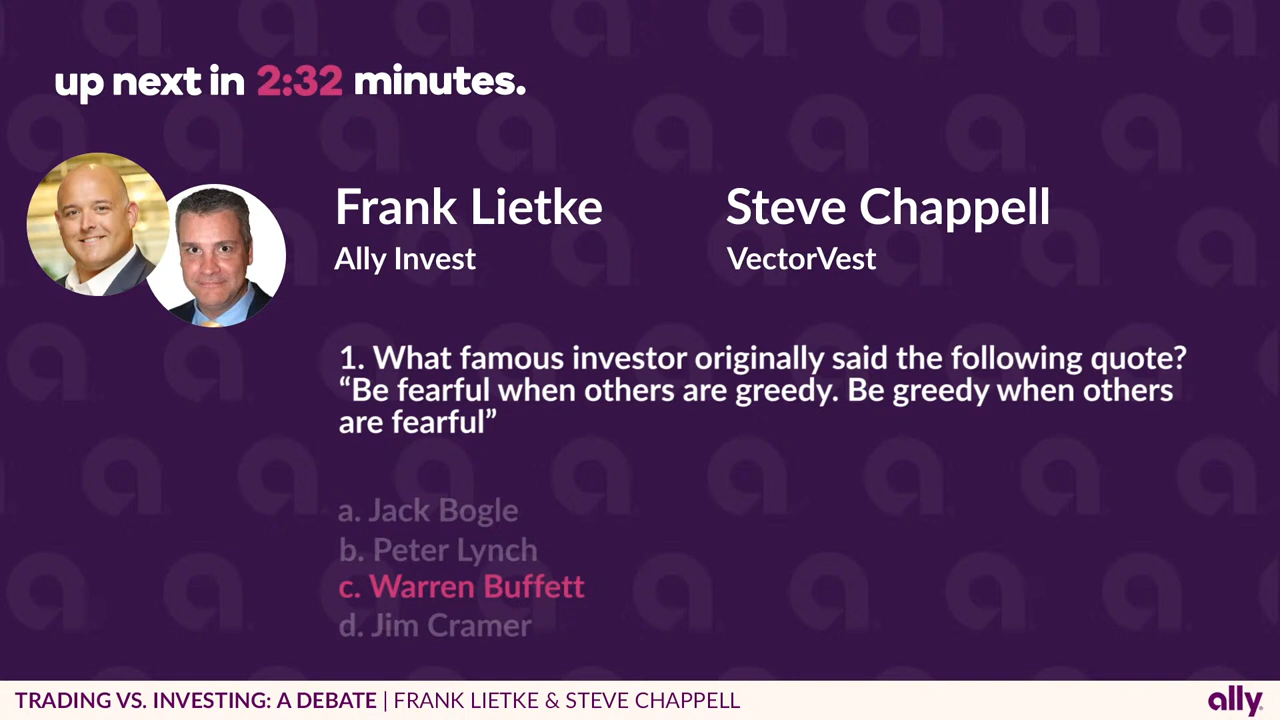 up next in 2:32 minutes.
Frank Lietke
Ally Invest
Steve Chappell
VectorVest
1. What famous investor originally said the following quote?
“Be fearful when others are greedy. Be greedy when others
are fearful”
a. Jack Bogle
b. Peter Lynch
c. Warren Buffett
d. Jim Cramer
TRADING VS. INVESTING: A DEBATE | FRANK LIETKE & STEVE CHAPPELL
ally